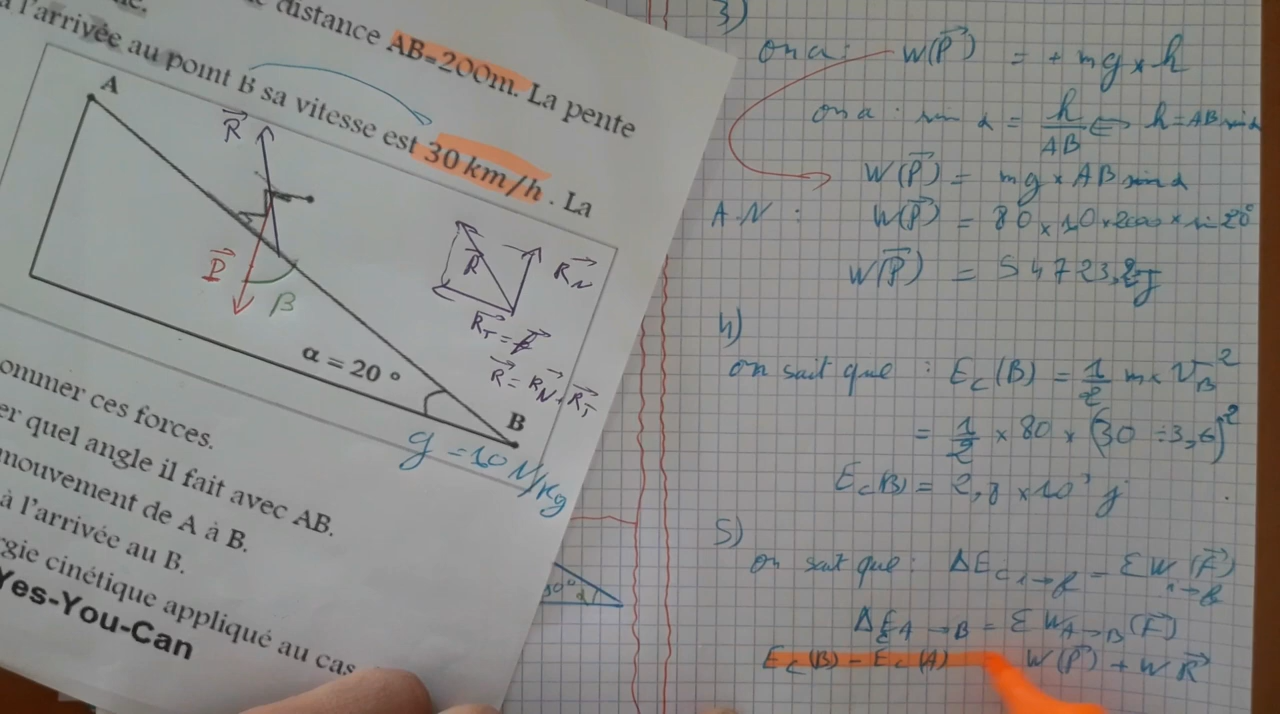 distance AB=200m. La pente
l'arrivée au point B sa vitesse est 30 km/h. La
A
R
P
β
R
R_N
R_T = f
R = R_N + R_T
α = 20°
B
g = 10 N/kg
ommer ces forces.
er quel angle il fait avec AB.
mouvement de A à B.
à l'arrivée au B.
rgie cinétique appliqué au cas
Yes-You-Can
3)
on a: W(P) = + mg × h
on a: sin α = h/AB ⟺ h = AB sin α
W(P) = mg × AB sin α
A.N : W(P) = 80 × 10 × 200 × sin 20°
W(P) = 54723,2 J
4)
on sait que : Ec(B) = 1/2 m × V_B²
= 1/2 × 80 × (30 ÷ 3,6)²
Ec(B) = 2,8 × 10³ j
5)
on sait que : ΔEc = Σ W(F)
ΔEc A→B = Σ W A→B (F)
Ec(B) - Ec(A) W(P) + W R